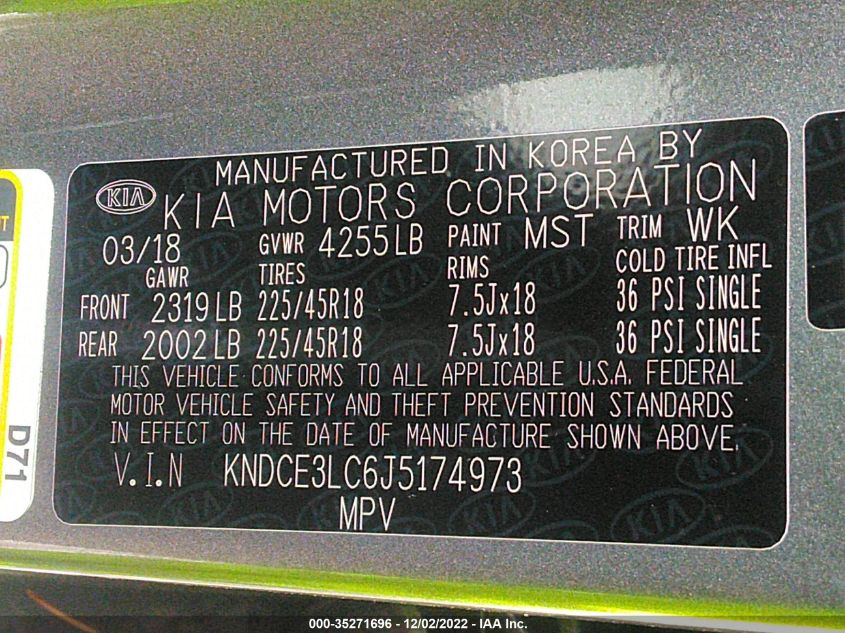 MANUFACTURED IN KOREA BY
KIA KIA MOTORS CORPORATION
03/18 GVWR 4255LB PAINT MST TRIM WK
GAWR TIRES RIMS COLD TIRE INFL
FRONT 2319LB 225/45R18 7.5Jx18 36 PSI SINGLE
REAR 2002LB 225/45R18 7.5Jx18 36 PSI SINGLE
THIS VEHICLE CONFORMS TO ALL APPLICABLE U.S.A. FEDERAL
MOTOR VEHICLE SAFETY AND THEFT PREVENTION STANDARDS
IN EFFECT ON THE DATE OF MANUFACTURE SHOWN ABOVE.
V.I.N KNDCE3LC6J5174973
MPV
D71
000-35271696 - 12/02/2022 - IAA Inc.